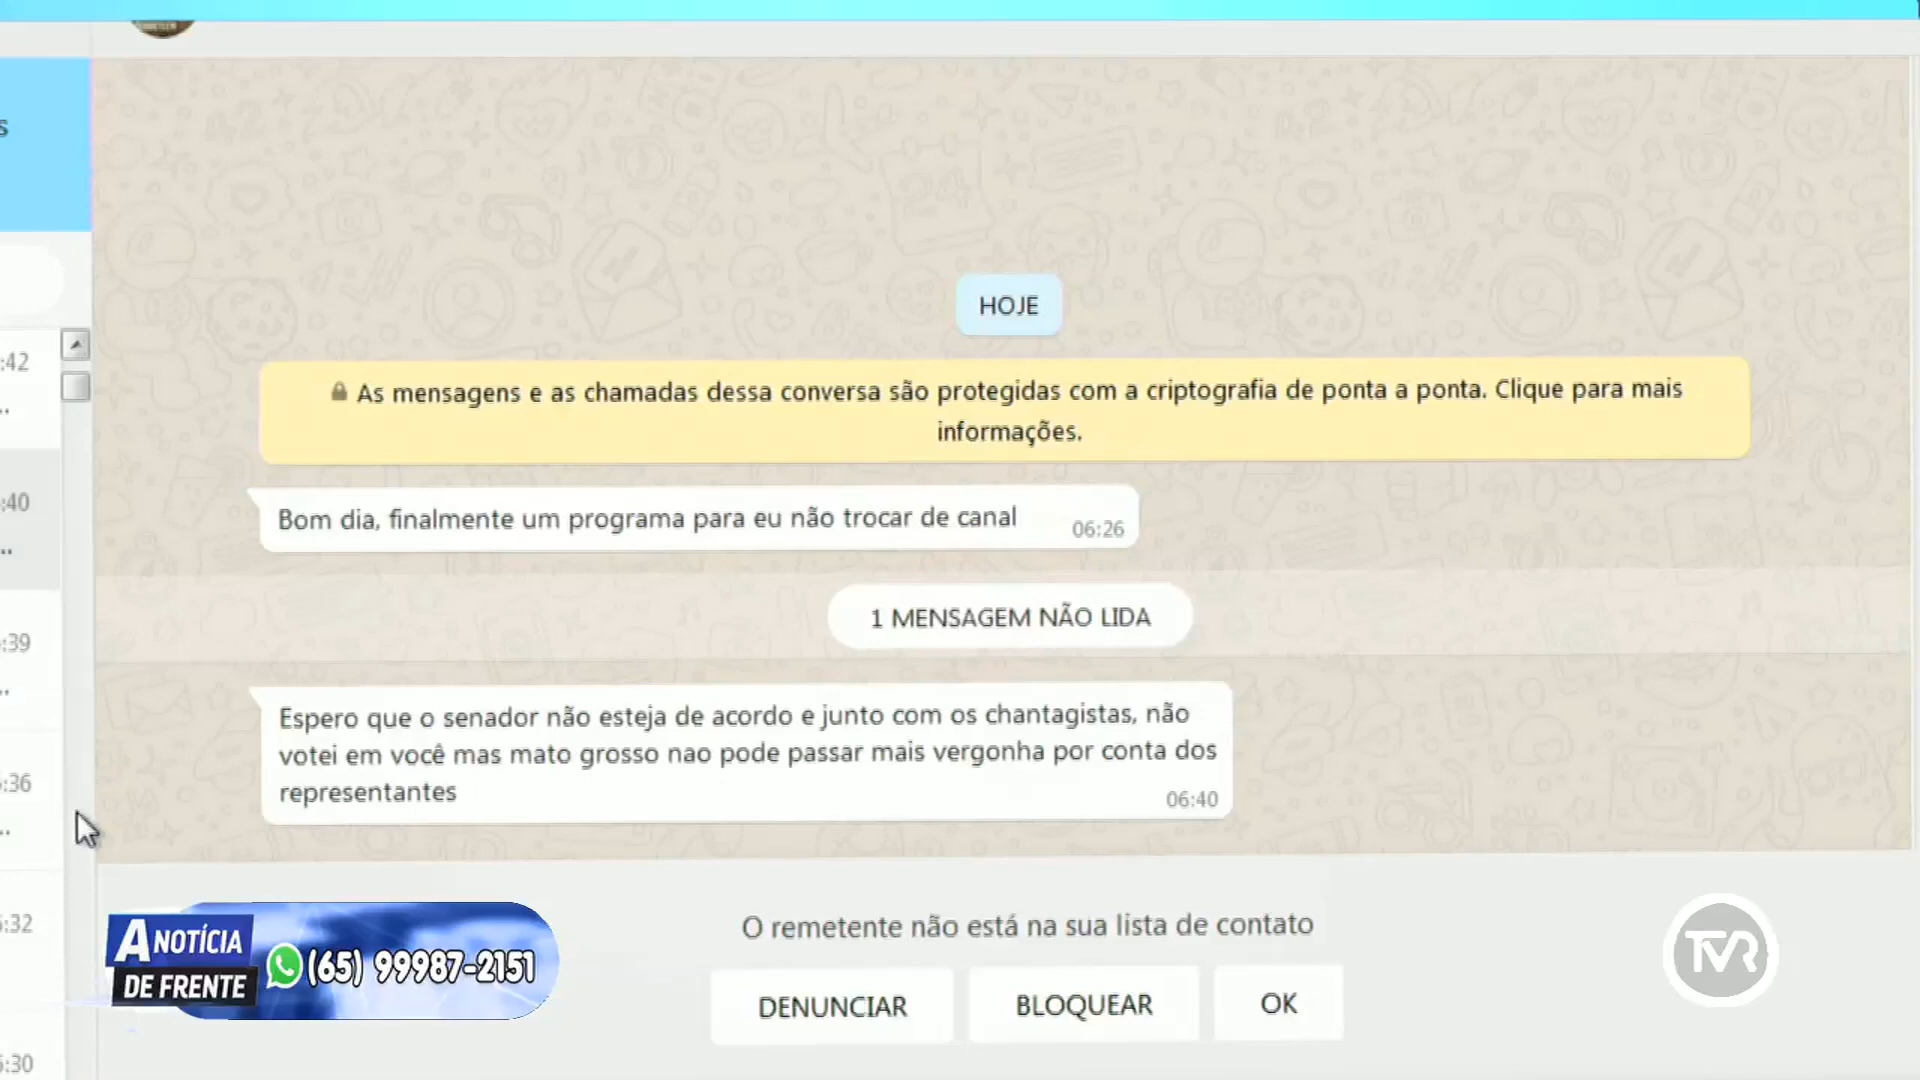 s
HOJE
As mensagens e as chamadas dessa conversa são protegidas com a criptografia de ponta a ponta. Clique para mais
informações.
:42
..
:40
..
Bom dia, finalmente um programa para eu não trocar de canal 06:26
1 MENSAGEM NÃO LIDA
:39
..
Espero que o senador não esteja de acordo e junto com os chantagistas, não
votei em você mas mato grosso nao pode passar mais vergonha por conta dos
representantes 06:40
:36
..
:32
O remetente não está na sua lista de contato
A NOTÍCIA
DE FRENTE
(65) 99987-2151
TVR
DENUNCIAR BLOQUEAR OK
:30